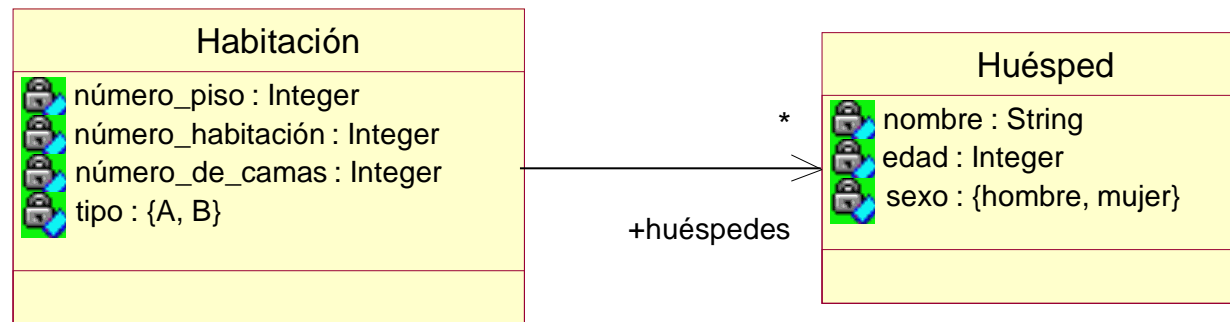 Habitación
número_piso : Integer
número_habitación : Integer
número_de_camas : Integer
tipo : {A, B}
*
+huéspedes
Huésped
nombre : String
edad : Integer
sexo : {hombre, mujer}